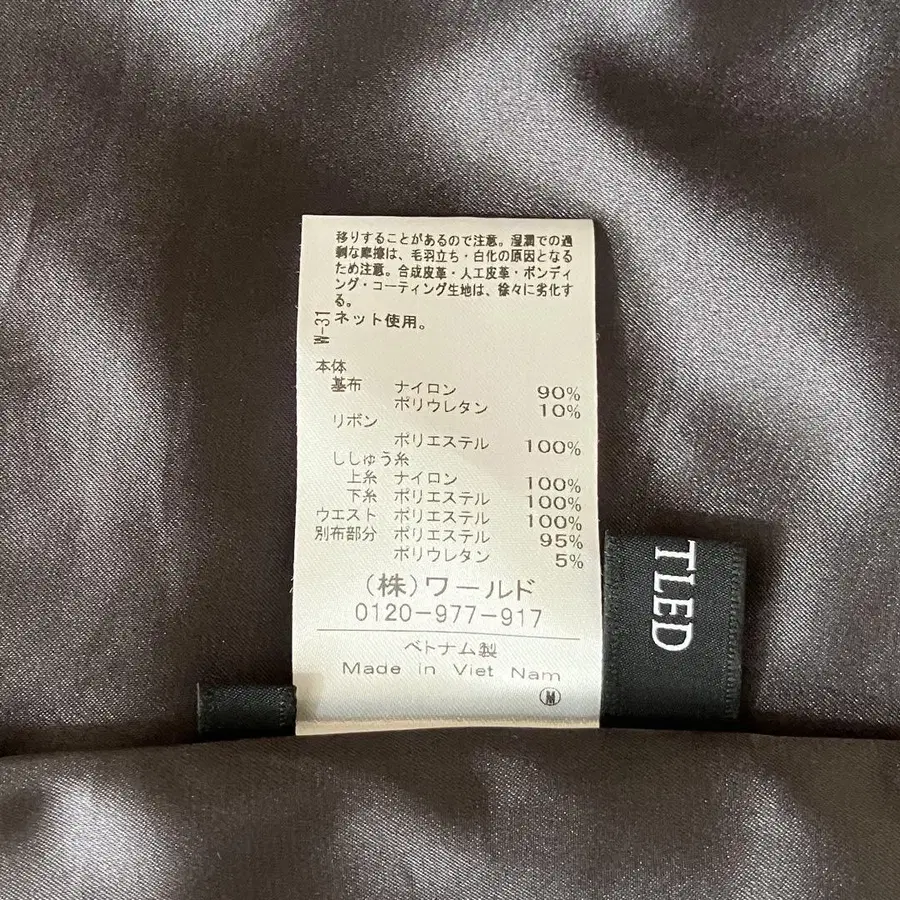 移りすることがあるので注意。湿潤での過
剰な摩擦は、毛羽立ち・白化の原因となる
ため注意。合成皮革・人工皮革・ボンディ
ング・コーティング生地は、徐々に劣化す
る。
W-31
ネット使用。
本体
基布 ナイロン 90%
ポリウレタン 10%
リボン
ポリエステル 100%
ししゅう糸
上糸 ナイロン 100%
下糸 ポリエステル 100%
ウエスト ポリエステル 100%
別布部分 ポリエステル 95%
ポリウレタン 5%
(株)ワールド
0120-977-917
ベトナム製
Made in Viet Nam
M
TLED